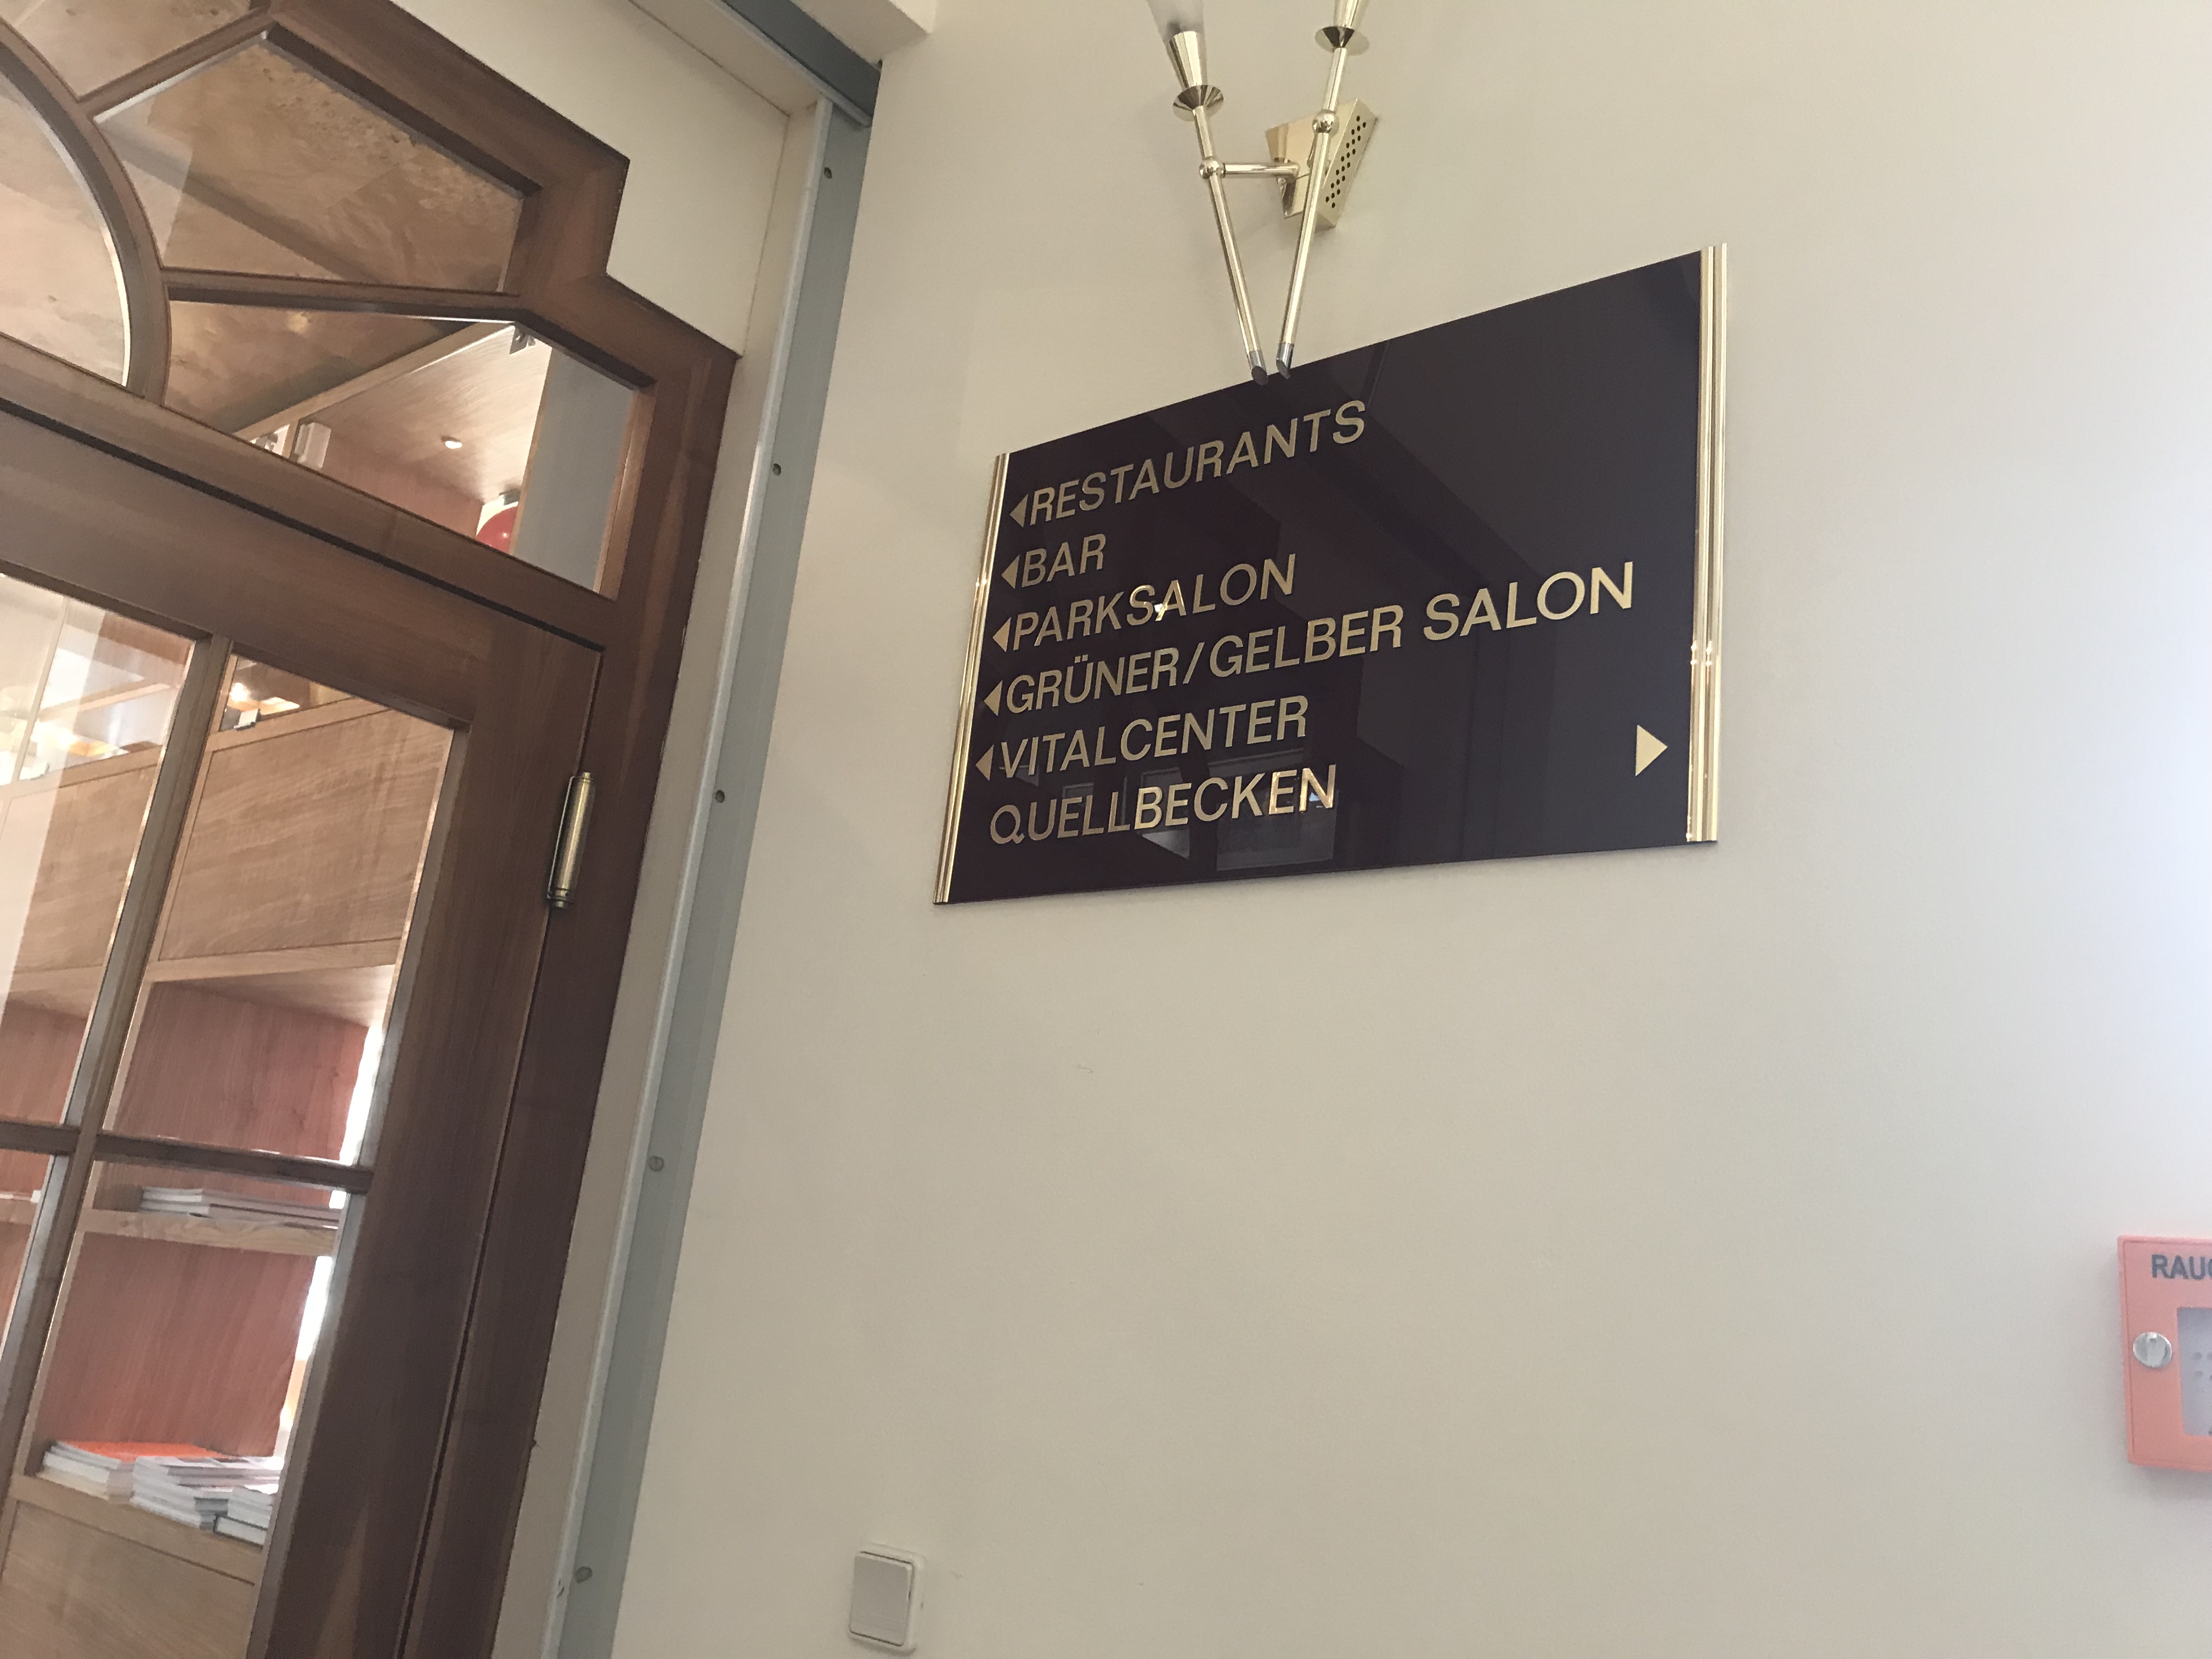 RESTAURANTS
BAR
PARKSALON
GRÜNER/GELBER SALON
VITALCENTER
QUELLBECKEN